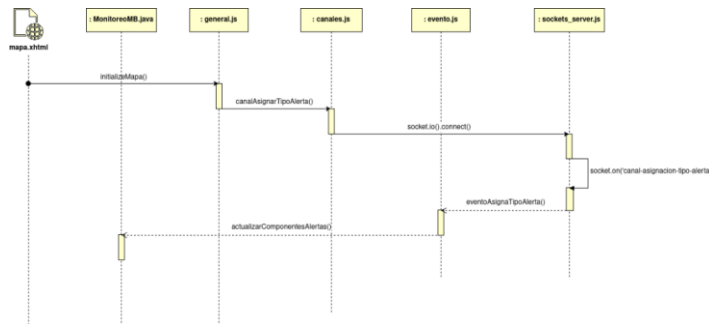 : MonitoreoMB.java
: general.js
: canales.js
: evento.js
: sockets_server.js
mapa.xhtml
initializeMapa()
canalAsignarTipoAlerta()
socket.io().connect()
socket.on('canal-asignacion-tipo-alerta
eventoAsignaTipoAlerta()
actualizarComponentesAlertas()